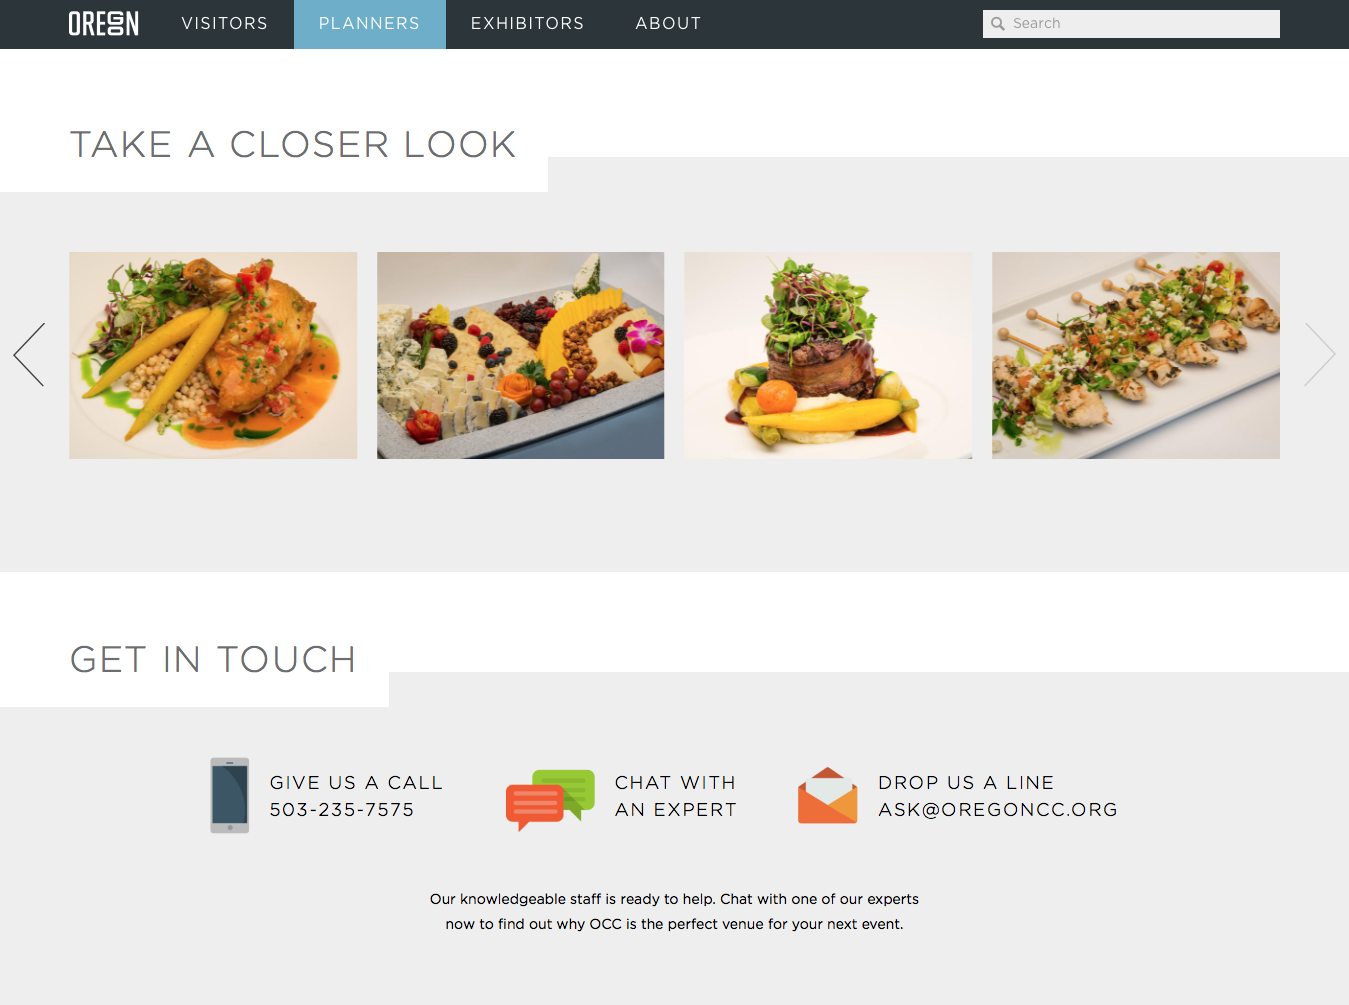 OREGON
VISITORS
PLANNERS
EXHIBITORS
ABOUT
Search
TAKE A CLOSER LOOK
GET IN TOUCH
GIVE US A CALL
503-235-7575
CHAT WITH
AN EXPERT
DROP US A LINE
ASK@OREGONCC.ORG
Our knowledgeable staff is ready to help. Chat with one of our experts
now to find out why OCC is the perfect venue for your next event.